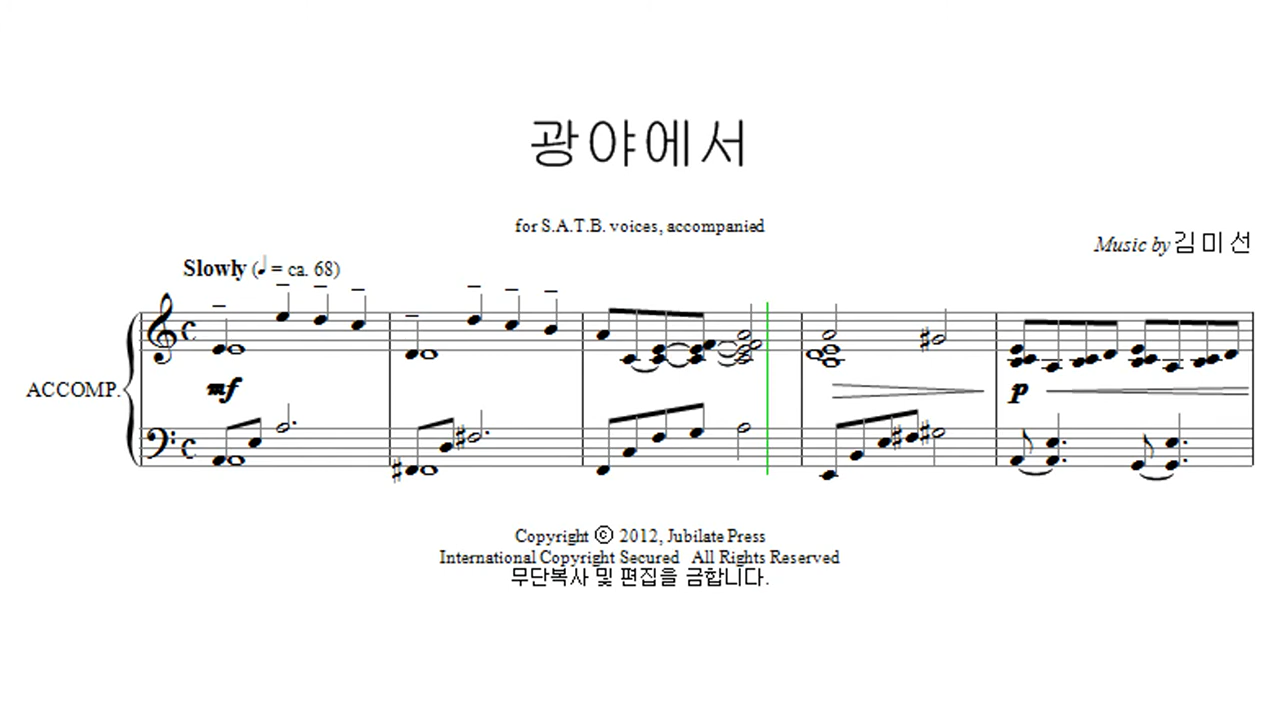 광야에서
for S.A.T.B. voices, accompanied
Music by 김 미 선
Slowly (♩ = ca. 68)
ACCOMP.
mf
p
Copyright © 2012, Jubilate Press
International Copyright Secured All Rights Reserved
무단복사 및 편집을 금합니다.